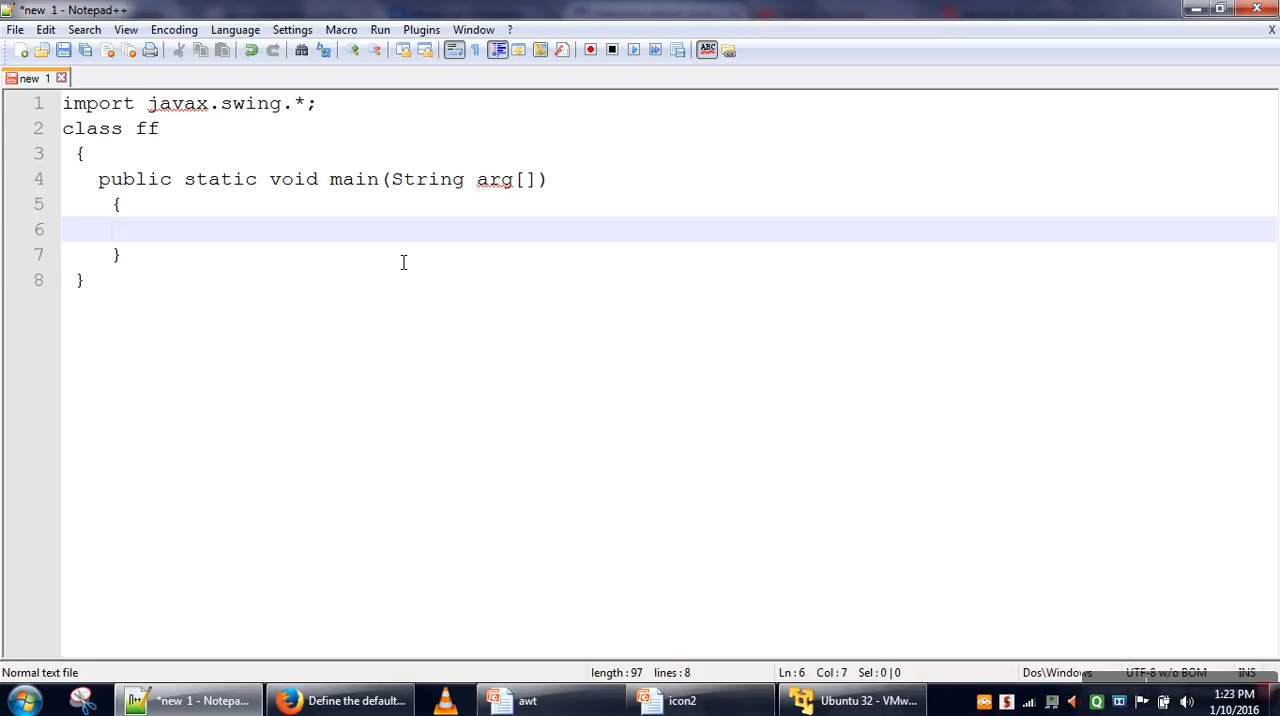 *new 1 - Notepad++
File Edit Search View Encoding Language Settings Macro Run Plugins Window ? X
ABC
new 1
1 import javax.swing.*;
2 class ff
3 {
4 public static void main(String arg[])
5 {
6
7 }
8 }
Normal text file length : 97 lines : 8 Ln : 6 Col : 7 Sel : 0 | 0 Dos\Windows UTF-8 w/o BOM INS
*new 1 - Notepa... Define the default... awt icon2 Ubuntu 32 - VMw... 1:23 PM
1/10/2016